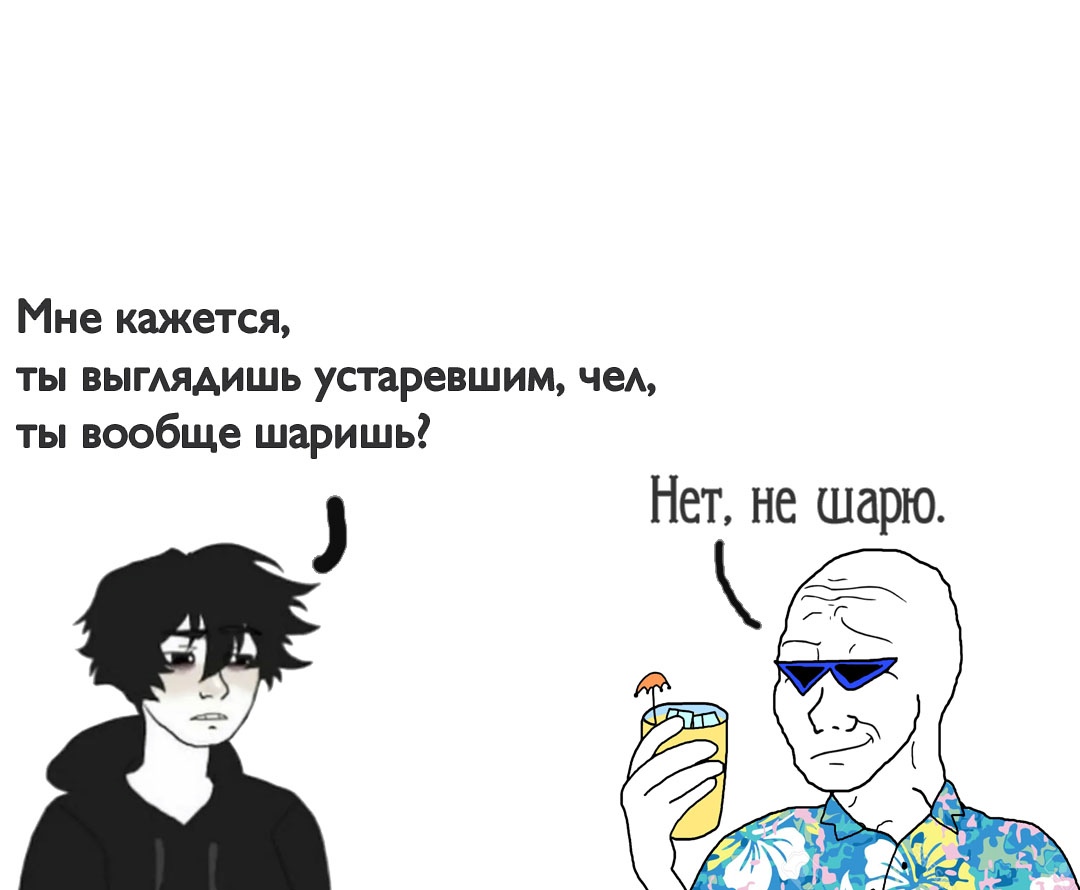 Мне кажется,
ты выглядишь устаревшим, чел,
ты вообще шаришь?
Нет, не шарю.